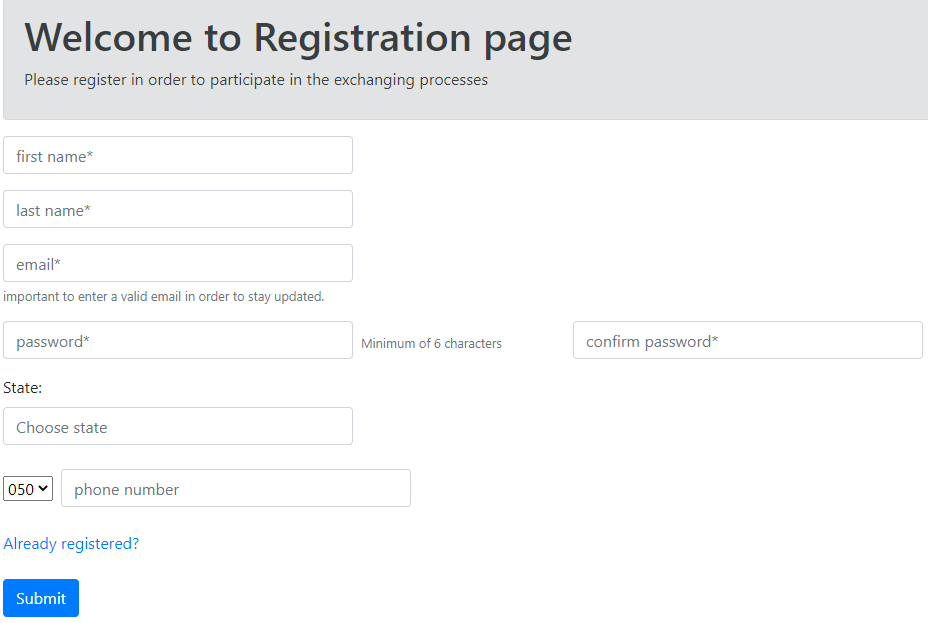 Welcome to Registration page
Please register in order to participate in the exchanging processes
first name*
last name*
email*
important to enter a valid email in order to stay updated.
password* Minimum of 6 characters confirm password*
State:
Choose state
050 phone number
Already registered?
Submit